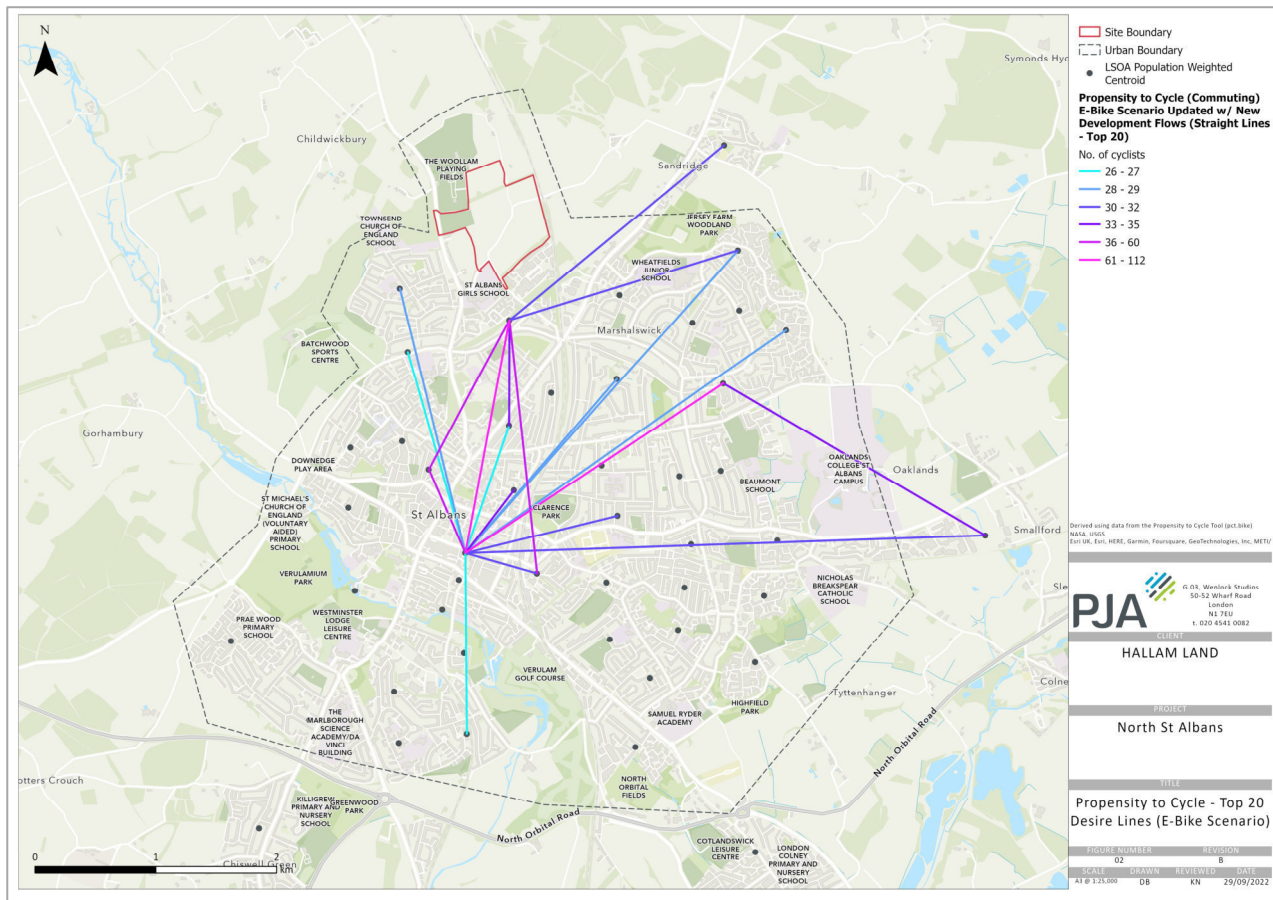 N
Symonds Hy
Childwickbury
THE WOOLLAM
PLAYING
FIELDS
Sandridge
TOWNSEND
CHURCH OF
ENGLAND
SCHOOL
JERSEY FARM
WOODLAND
PARK
WHEATFIELDS
JUNIOR
SCHOOL
ST ALBANS
GIRLS SCHOOL
Marshalswick
BATCHWOOD
SPORTS
CENTRE
Gorhambury
DOWNEDGE
PLAY AREA
OAKLANDS
COLLEGE ST
ALBANS
CAMPUS
Oaklands
BEAUMONT
SCHOOL
ST MICHAEL'S
CHURCH OF
ENGLAND
(VOLUNTARY
AIDED)
PRIMARY
SCHOOL
St Albans
CLARENCE
PARK
Smallford
VERULAMIUM
PARK
NICHOLAS
BREAKSPEAR
CATHOLIC
SCHOOL
Sle
WESTMINSTER
LODGE
LEISURE
CENTRE
PRAE WOOD
PRIMARY
SCHOOL
VERULAM
GOLF COURSE
Colne
Tyttenhanger
HIGHFIELD
PARK
SAMUEL RYDER
ACADEMY
THE
MARLBOROUGH
SCIENCE
ACADEMY/DA
VINCI
BUILDING
North Orbital Road
otters Crouch
NORTH
ORBITAL
FIELDS
KILLIGREW
PRIMARY AND
NURSERY
SCHOOL
GREENWOOD
PARK
North Orbital Road
COTLANDSWICK
LEISURE
CENTRE
LONDON
COLNEY
PRIMARY AND
NURSERY
SCHOOL
Chiswell Green
0 1 2
km
Site Boundary
Urban Boundary
LSOA Population Weighted
Centroid
Propensity to Cycle (Commuting)
E-Bike Scenario Updated w/ New
Development Flows (Straight Lines
- Top 20)
No. of cyclists
26 - 27
28 - 29
30 - 32
33 - 35
36 - 60
61 - 112
Derived using data from the Propensity to Cycle Tool (pct.bike)
NASA, USGS
Esri UK, Esri, HERE, Garmin, Foursquare, GeoTechnologies, Inc, METI/
PJA
G.03, Wenlock Studios
50-52 Wharf Road
London
N1 7EU
t. 020 4541 0082
CLIENT
HALLAM LAND
PROJECT
North St Albans
TITLE
Propensity to Cycle - Top 20
Desire Lines (E-Bike Scenario)
FIGURE NUMBER REVISION
02 B
SCALE DRAWN REVIEWED DATE
A3 @ 1:25,000 DB KN 29/09/2022